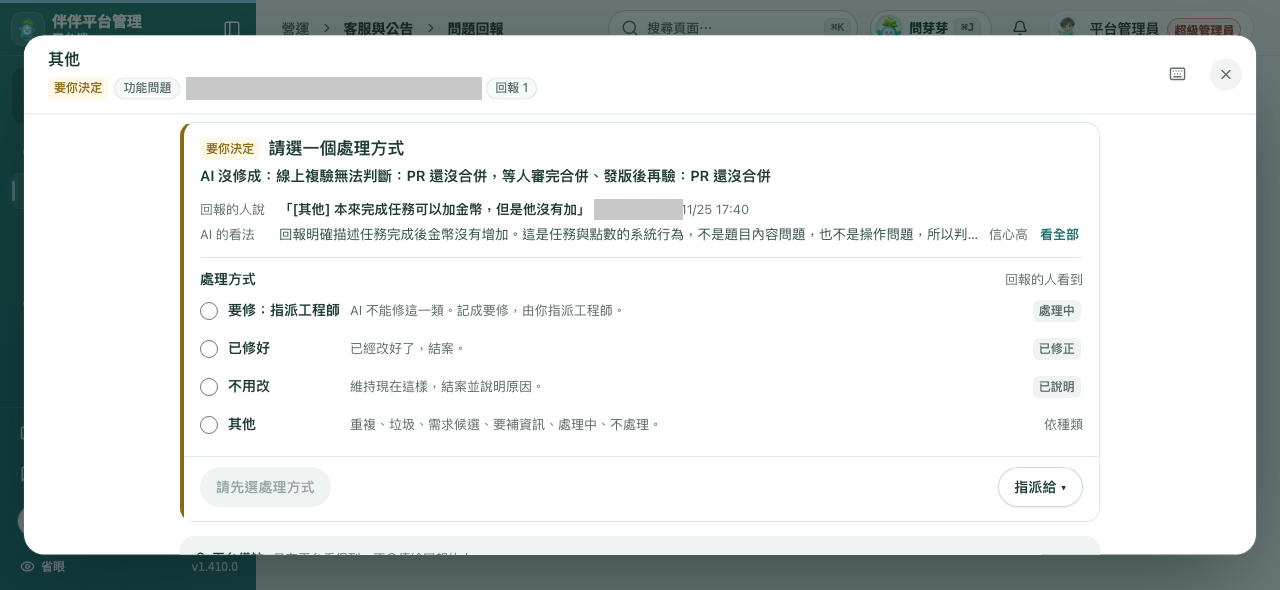 伴伴平台管理
營運 > 客服與公告 > 問題回報
搜尋頁面… ⌘K
問芽芽 ⌘J
平台管理員 超級管理員
其他
要你決定 功能問題 回報 1
要你決定 請選一個處理方式
AI 沒修成：線上複驗無法判斷：PR 還沒合併，等人審完合併、發版後再驗：PR 還沒合併
回報的人說 「[其他] 本來完成任務可以加金幣，但是他沒有加」 11/25 17:40
AI 的看法 回報明確描述任務完成後金幣沒有增加。這是任務與點數的系統行為，不是題目內容問題，也不是操作問題，所以判… 信心高 看全部
處理方式 回報的人看到
要修：指派工程師 AI 不能修這一類。記成要修，由你指派工程師。 處理中
已修好 已經改好了，結案。 已修正
不用改 維持現在這樣，結案並說明原因。 已說明
其他 重複、垃圾、需求候選、要補資訊、處理中、不處理。 依種類
請先選處理方式 指派給 ▾
省眼 v1.410.0